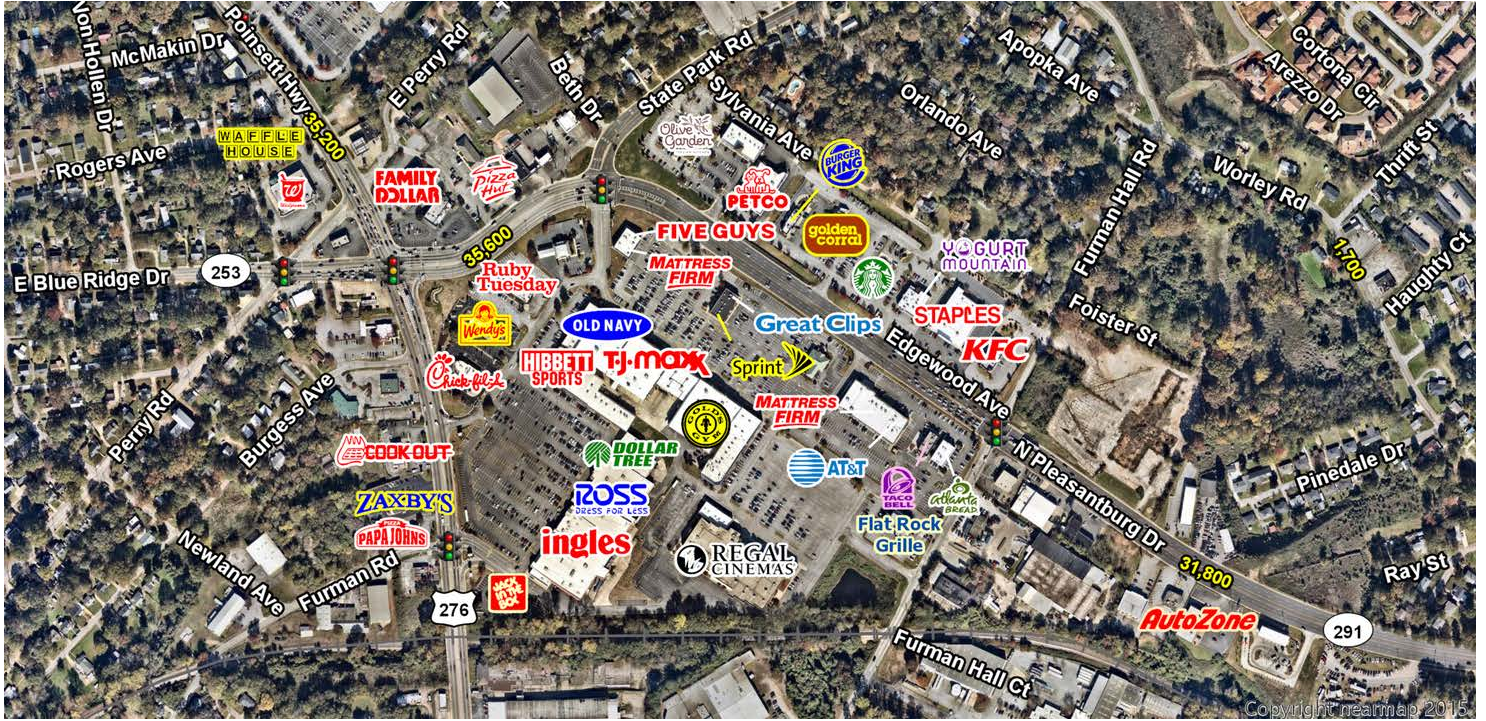 Von Hollen Dr
McMakin Dr
Poinsett Hwy
35,200
E Perry Rd
Beth Dr
State Park Rd
Sylvania Ave
Apopka Ave
Orlando Ave
Cortona Cir
Arezzo Dr
Thrift St
Worley Rd
Furman Hall Rd
Rogers Ave
WAFFLE
HOUSE
Walgreens
FAMILY
DOLLAR
Pizza
Hut
Olive
Garden
BURGER
KING
PETCO
golden
corral
FIVE GUYS
MATTRESS
FIRM
YOGURT
MOUNTAIN
1,700
Haughty Ct
E Blue Ridge Dr
253
35,600
Ruby
Tuesday
Wendy's
OLD NAVY
Great Clips
STAPLES
KFC
Foister St
Edgewood Ave
Chick-fil-A
HIBBETT
SPORTS
T·J·maxx
Sprint
MATTRESS
FIRM
GOLD'S
GYM
Perry Rd
Burgess Ave
COOK OUT
DOLLAR
TREE
AT&T
TACO
BELL
atlanta
BREAD
N Pleasantburg Dr
Pinedale Dr
ZAXBY'S
ROSS
DRESS FOR LESS
Flat Rock
Grille
PIZZA
PAPA JOHNS
ingles
REGAL
CINEMAS
Newland Ave
Furman Rd
JACK
IN THE
BOX
276
31,800
Ray St
AutoZone
291
Furman Hall Ct
Copyright nearmap 2015